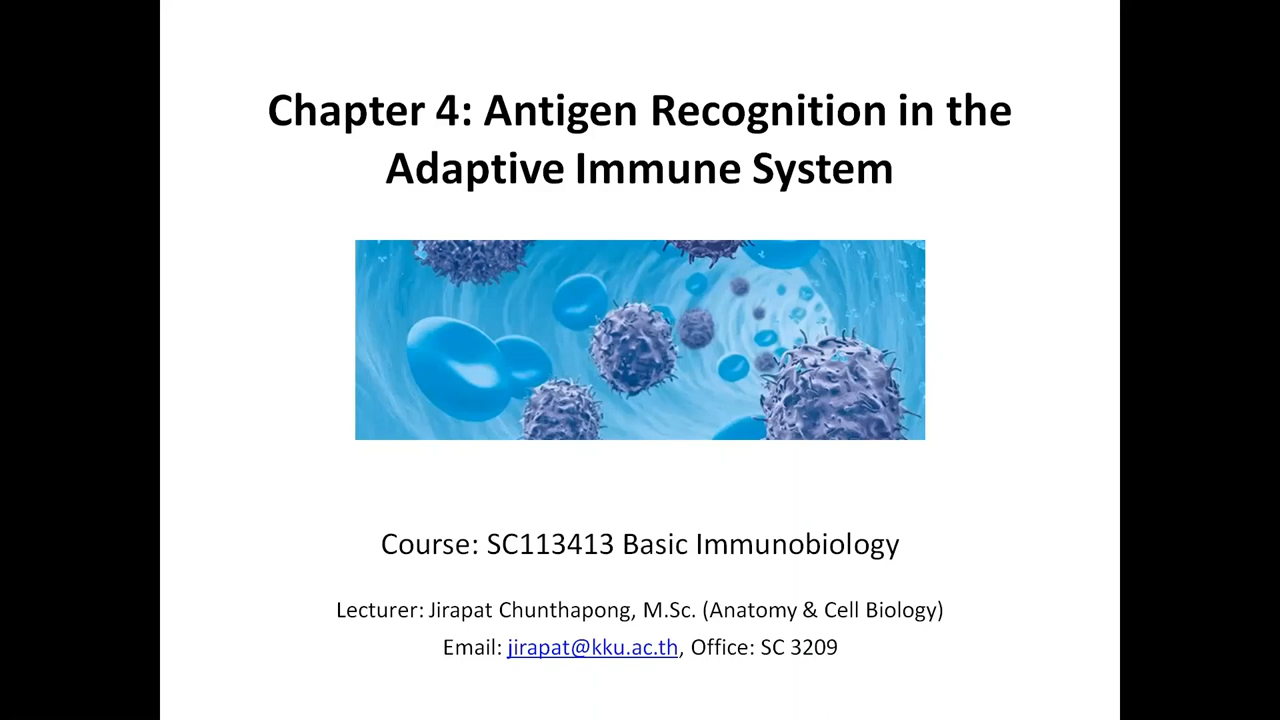 Chapter 4: Antigen Recognition in the
Adaptive Immune System
Course: SC113413 Basic Immunobiology
Lecturer: Jirapat Chunthapong, M.Sc. (Anatomy & Cell Biology)
Email: jirapat@kku.ac.th, Office: SC 3209